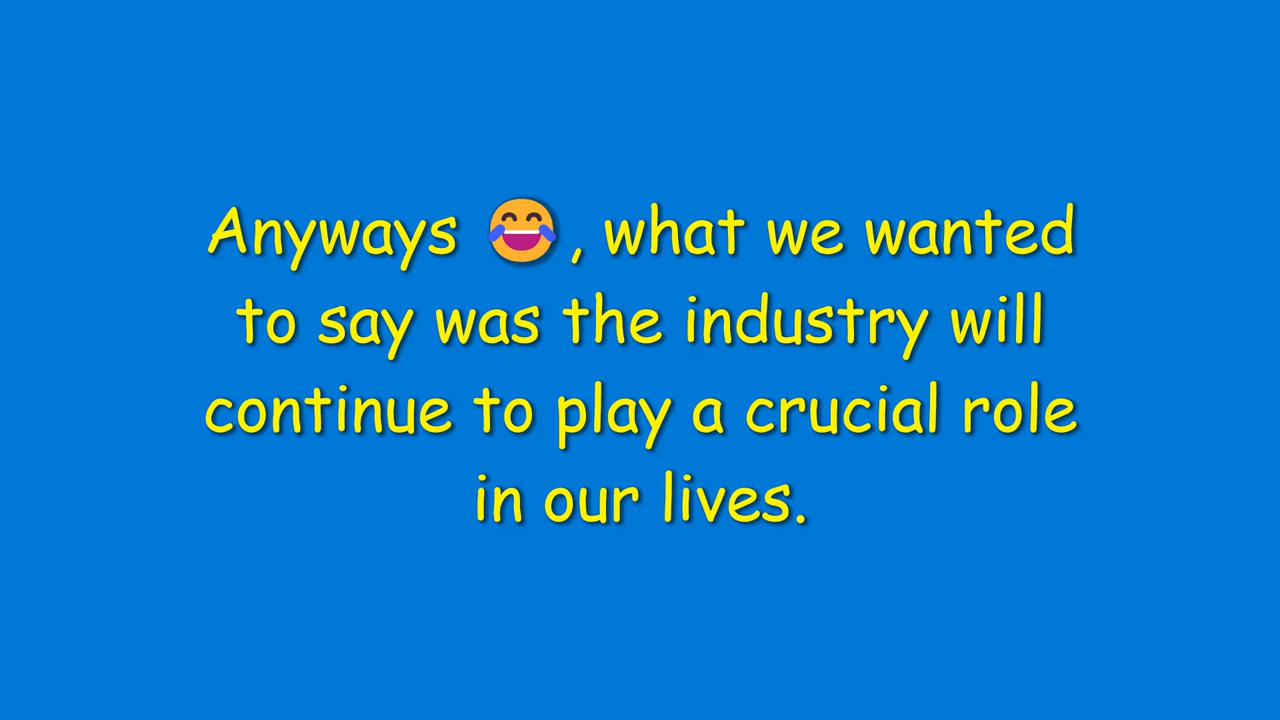 Anyways 😂, what we wanted
to say was the industry will
continue to play a crucial role
in our lives.